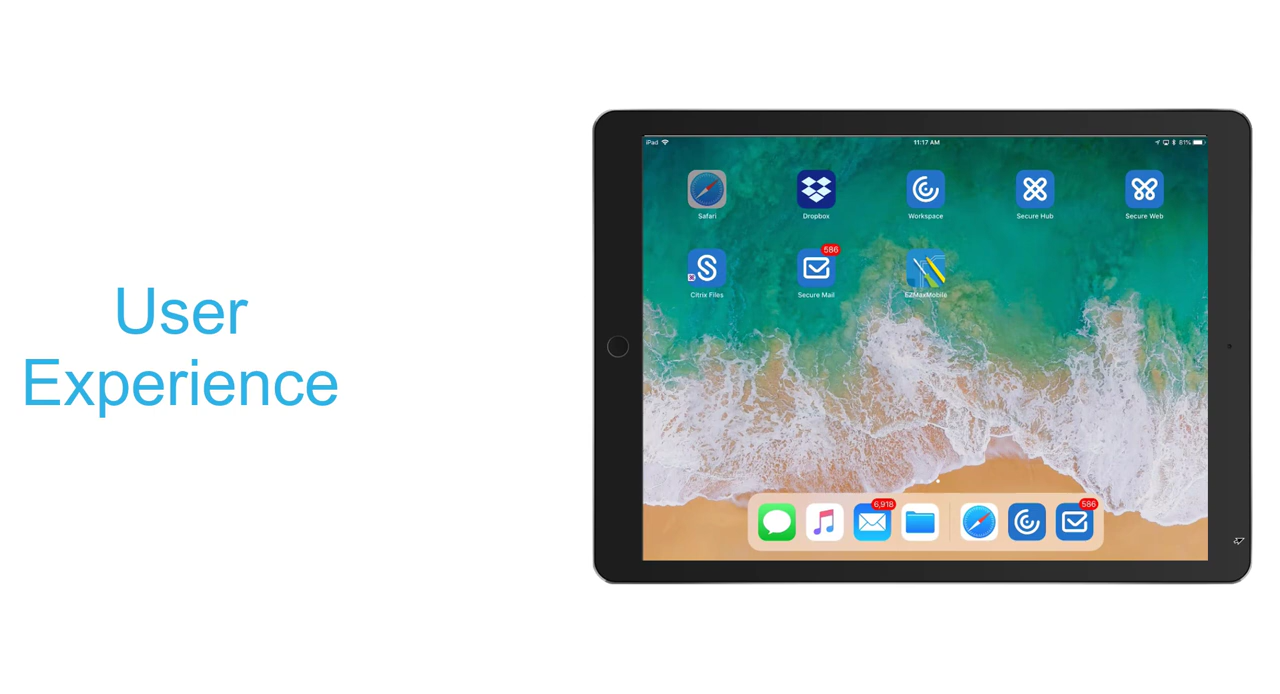 User
Experience
iPad
11:17 AM
81%
Safari
Dropbox
Workspace
Secure Hub
Secure Web
586
Citrix Files
Secure Mail
EZMaxMobile
6,918
586